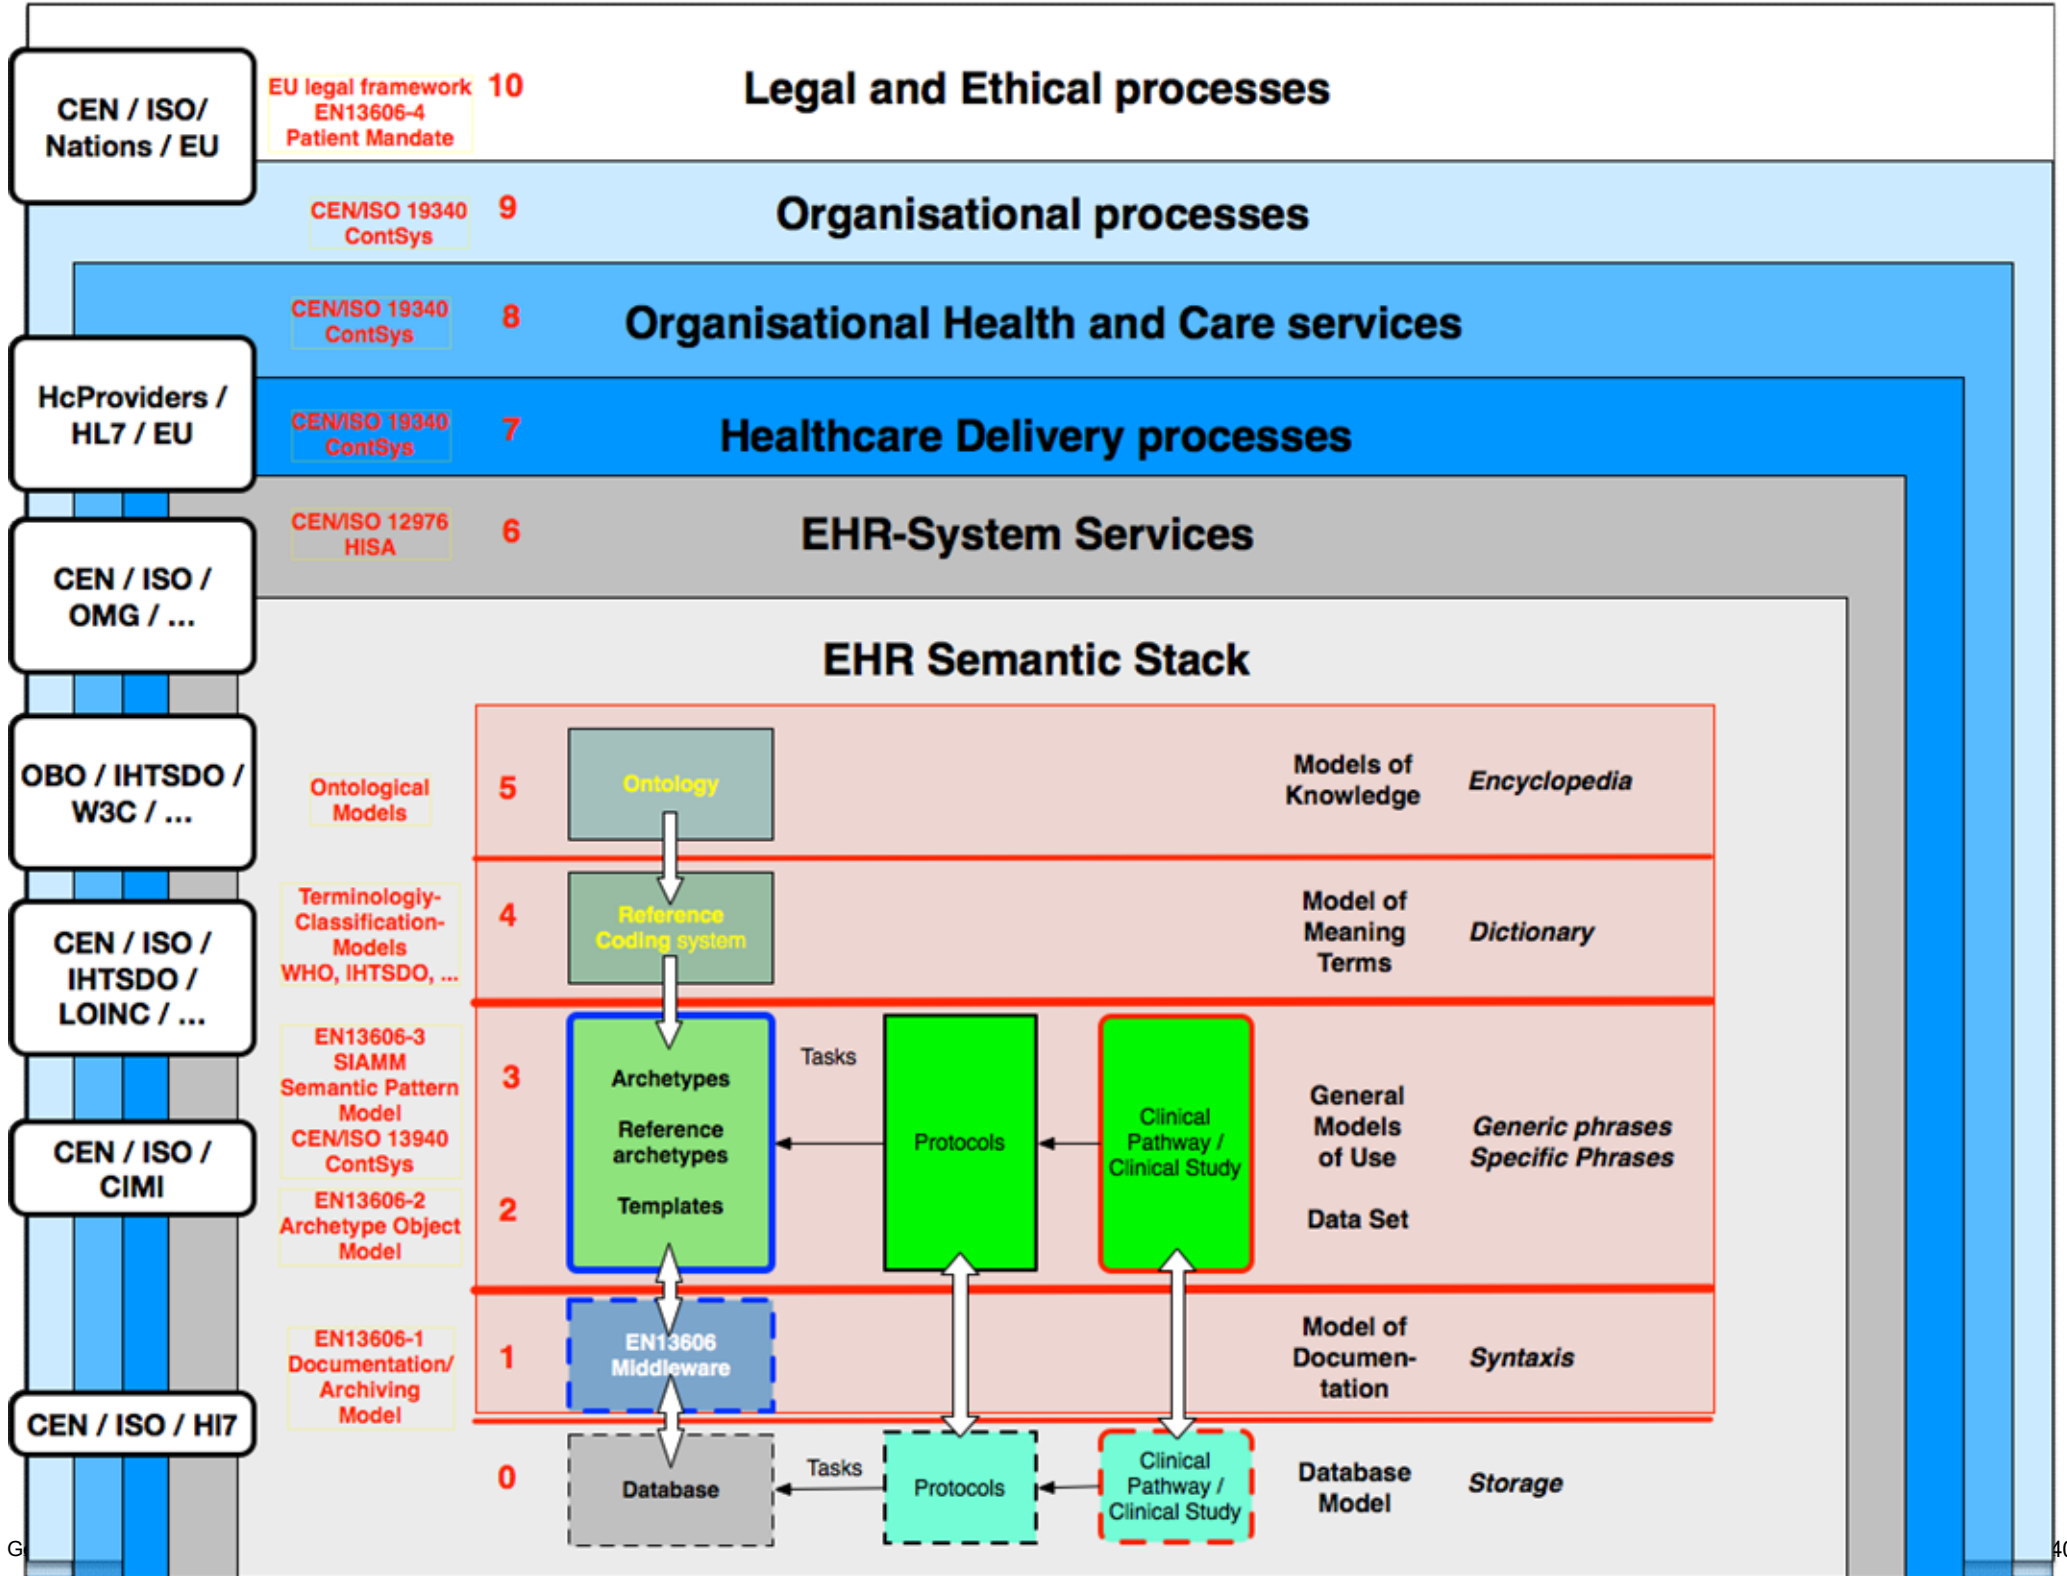 CEN / ISO/
Nations / EU
EU legal framework
EN13606-4
Patient Mandate
10
Legal and Ethical processes
CEN/ISO 19340
ContSys
9
Organisational processes
CEN/ISO 19340
ContSys
8
Organisational Health and Care services
HcProviders /
HL7 / EU
CEN/ISO 19340
ContSys
7
Healthcare Delivery processes
CEN/ISO 12976
HISA
6
EHR-System Services
CEN / ISO /
OMG / ...
EHR Semantic Stack
OBO / IHTSDO /
W3C / ...
Ontological
Models
5
Ontology
Models of
Knowledge
Encyclopedia
CEN / ISO /
IHTSDO /
LOINC / ...
Terminologiy-
Classification-
Models
WHO, IHTSDO, ...
4
Reference
Coding system
Model of
Meaning
Terms
Dictionary
EN13606-3
SIAMM
Semantic Pattern
Model
CEN/ISO 13940
ContSys
3
Archetypes
Reference
archetypes
Templates
Tasks
Protocols
Clinical
Pathway /
Clinical Study
General
Models
of Use
Generic phrases
Specific Phrases
CEN / ISO /
CIMI
EN13606-2
Archetype Object
Model
2
Data Set
EN13606-1
Documentation/
Archiving
Model
1
EN13606
Middleware
Model of
Documen-
tation
Syntaxis
CEN / ISO / Hl7
0
Database
Tasks
Protocols
Clinical
Pathway /
Clinical Study
Database
Model
Storage